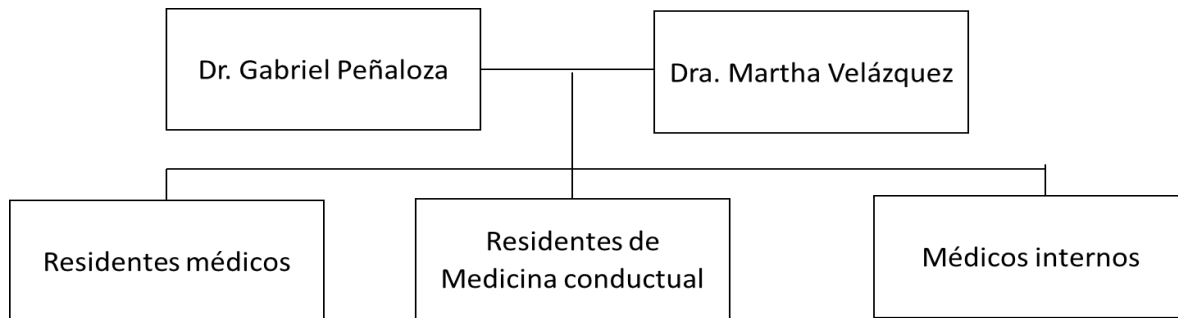 Dr. Gabriel Peñaloza
Dra. Martha Velázquez
Residentes médicos
Residentes de
Medicina conductual
Médicos internos